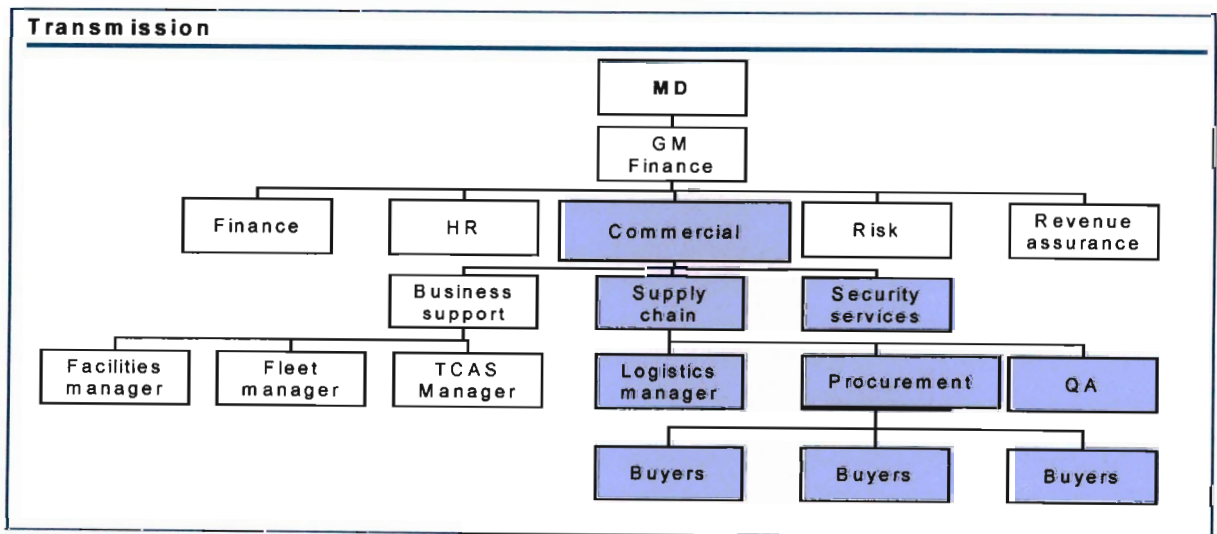 Transmission
MD
GM
Finance
Finance
HR
Commercial
Risk
Revenue
assurance
Business
support
Supply
chain
Security
services
Facilities
manager
Fleet
manager
TCAS
Manager
Logistics
manager
Procurement
QA
Buyers
Buyers
Buyers